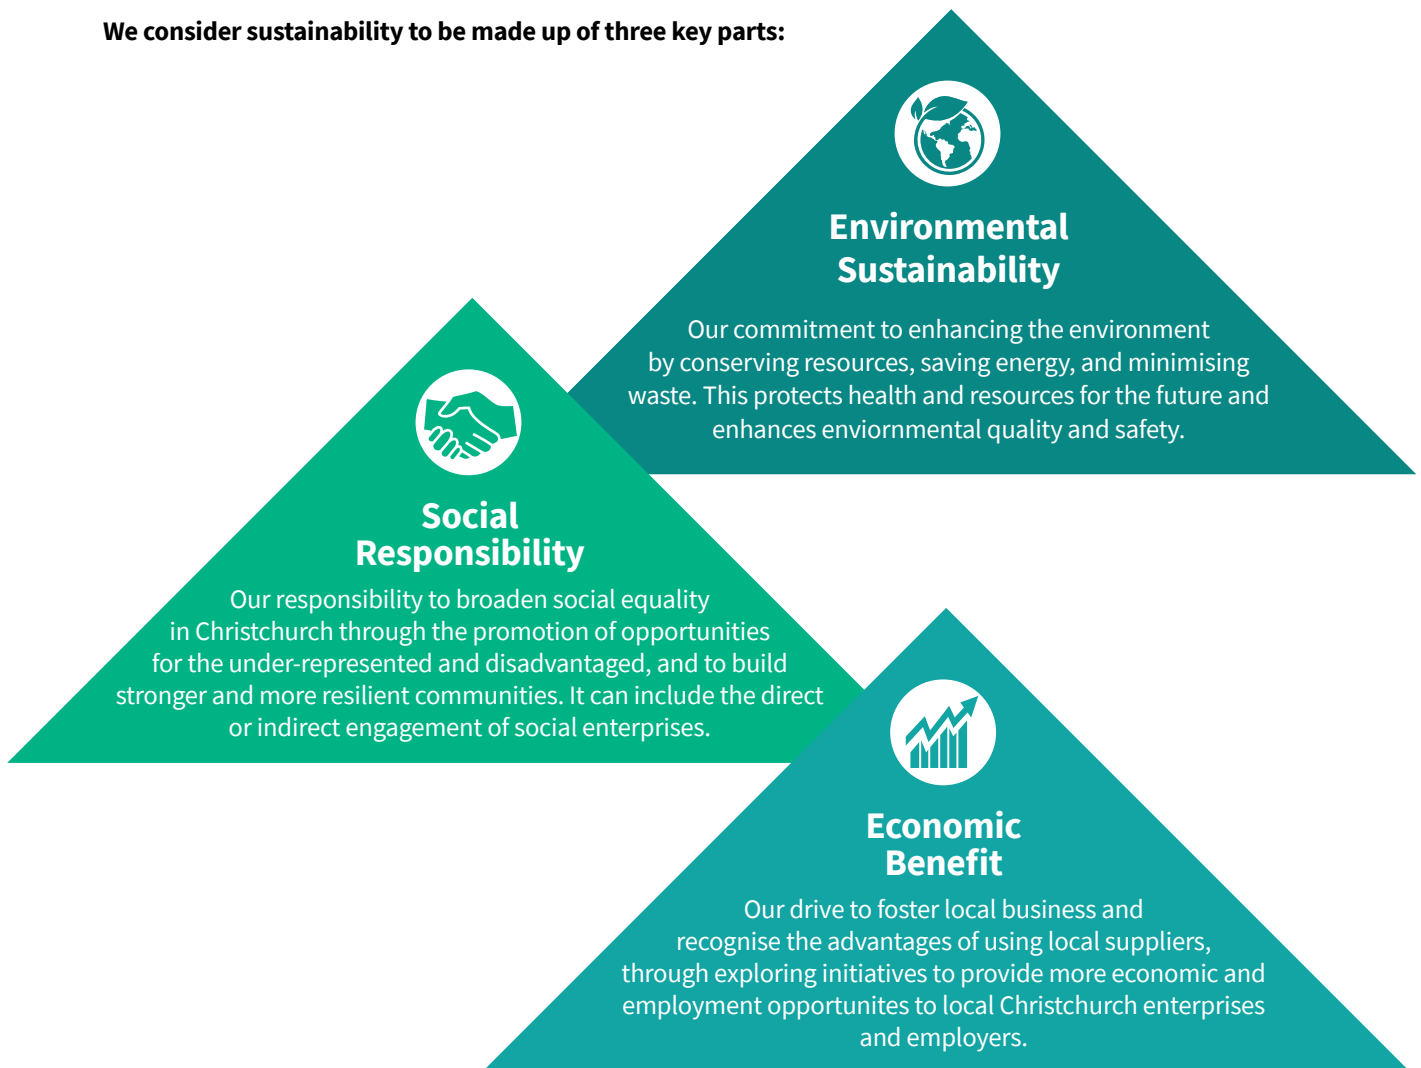 We consider sustainability to be made up of three key parts:
Environmental
Sustainability
Our commitment to enhancing the environment
by conserving resources, saving energy, and minimising
waste. This protects health and resources for the future and
enhances enviornmental quality and safety.
Social
Responsibility
Our responsibility to broaden social equality
in Christchurch through the promotion of opportunities
for the under-represented and disadvantaged, and to build
stronger and more resilient communities. It can include the direct
or indirect engagement of social enterprises.
Economic
Benefit
Our drive to foster local business and
recognise the advantages of using local suppliers,
through exploring initiatives to provide more economic and
employment opportunites to local Christchurch enterprises
and employers.